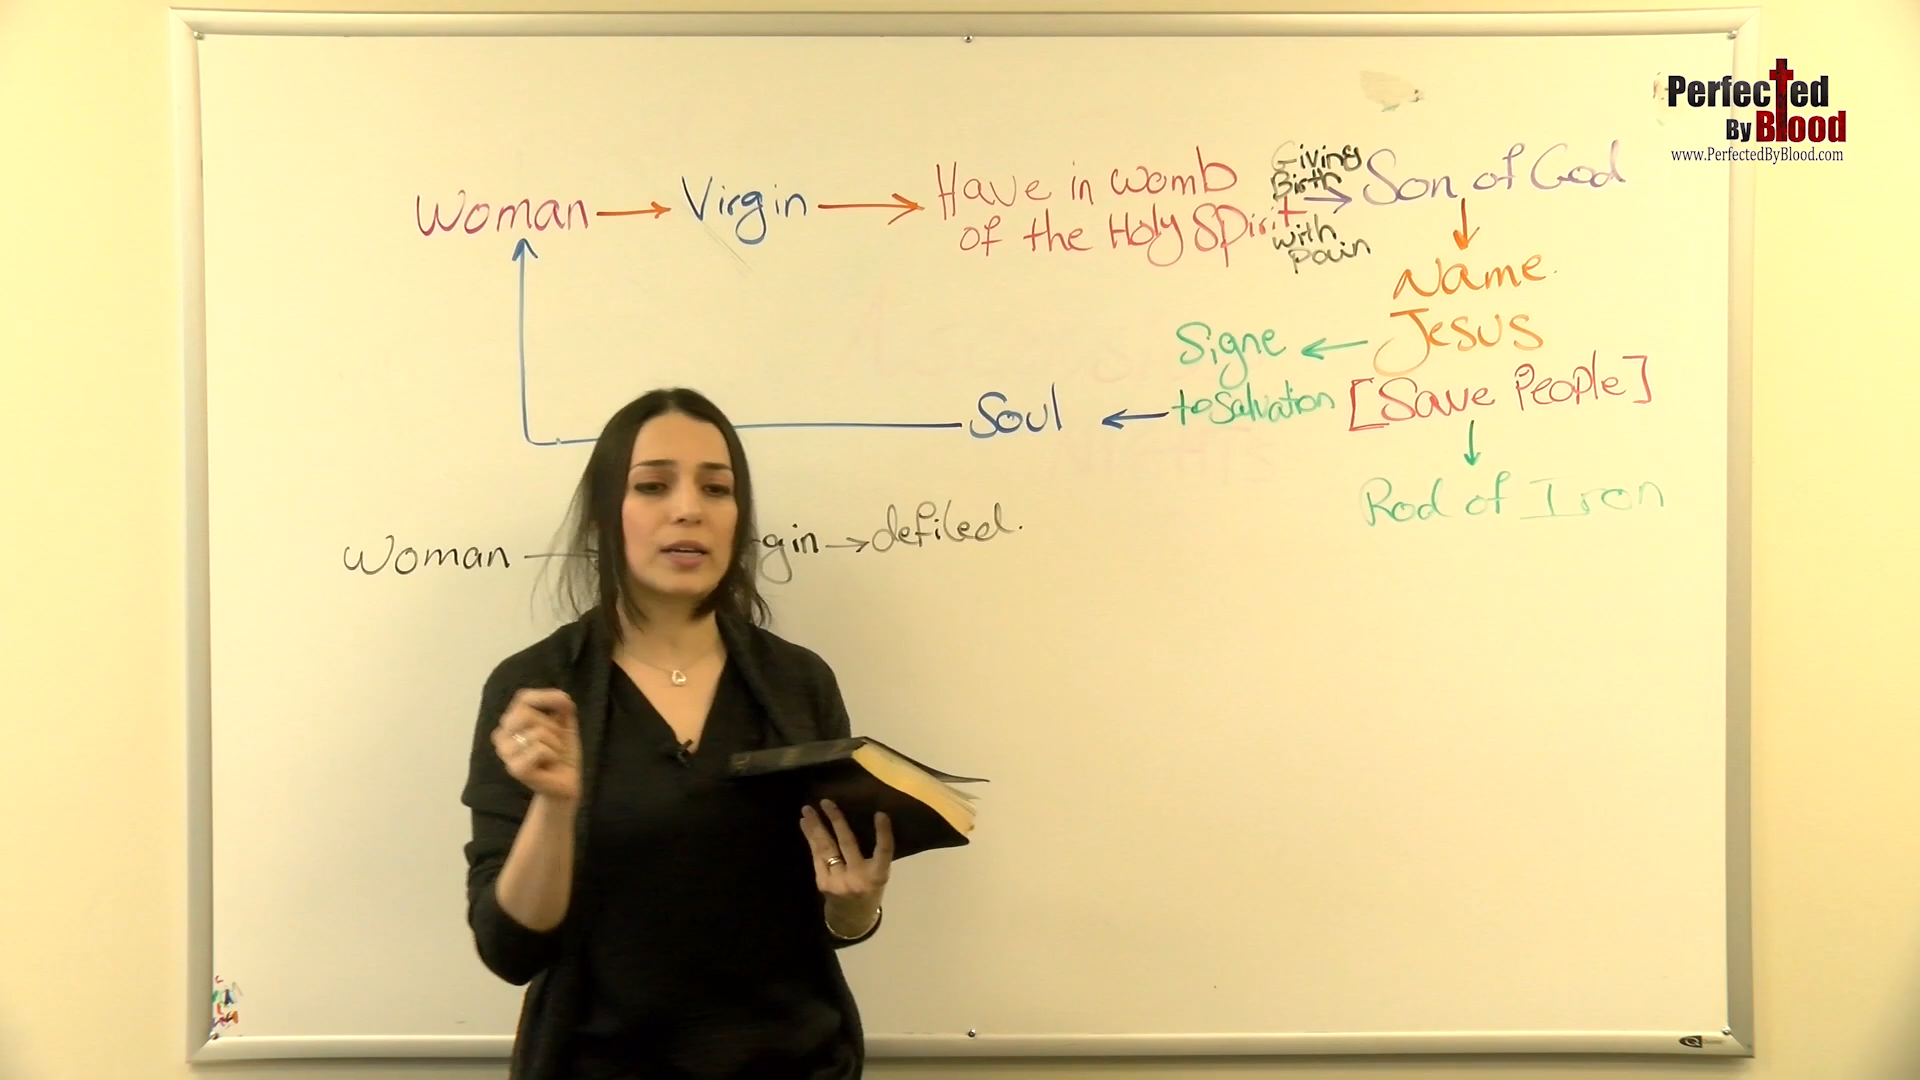 Perfected
By Blood
www.PerfectedByBlood.com
Woman → Virgin → Have in womb
of the Holy Spirit
Giving
Birth
→
with
Pain
Son of God
↓
Name
Jesus
← Signe
to Salvation
[Save People]
← Soul
↓
Rod of Iron
Woman
gin → defiled.